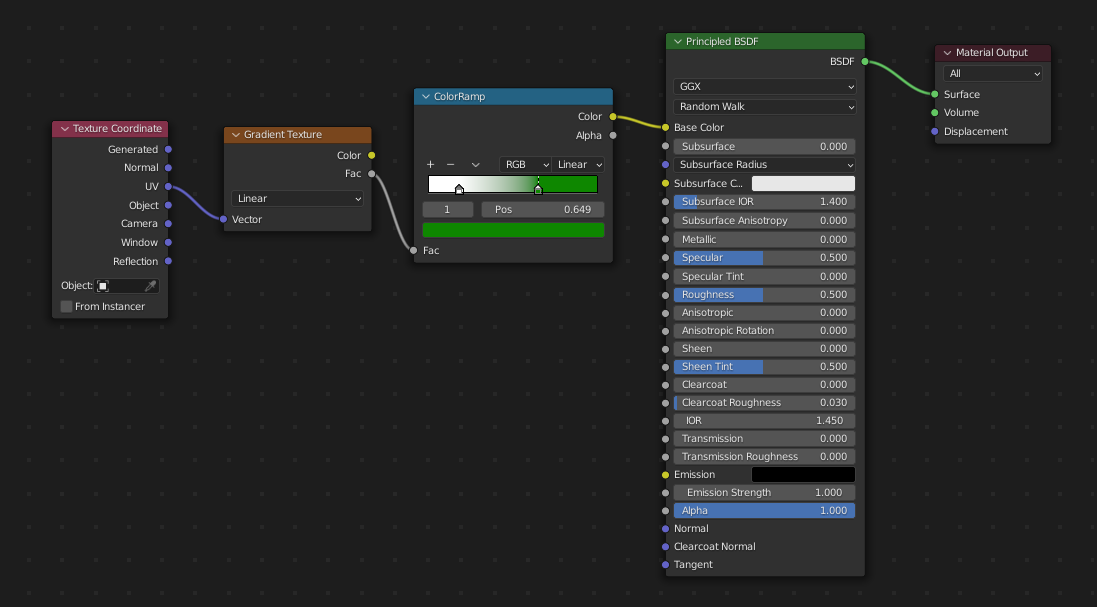 Texture Coordinate
Generated
Normal
UV
Object
Camera
Window
Reflection
Object:
From Instancer
Gradient Texture
Color
Fac
Linear
Vector
ColorRamp
Color
Alpha
RGB Linear
1 Pos 0.649
Fac
Principled BSDF
BSDF
GGX
Random Walk
Base Color
Subsurface 0.000
Subsurface Radius
Subsurface C...
Subsurface IOR 1.400
Subsurface Anisotropy 0.000
Metallic 0.000
Specular 0.500
Specular Tint 0.000
Roughness 0.500
Anisotropic 0.000
Anisotropic Rotation 0.000
Sheen 0.000
Sheen Tint 0.500
Clearcoat 0.000
Clearcoat Roughness 0.030
IOR 1.450
Transmission 0.000
Transmission Roughness 0.000
Emission
Emission Strength 1.000
Alpha 1.000
Normal
Clearcoat Normal
Tangent
Material Output
All
Surface
Volume
Displacement